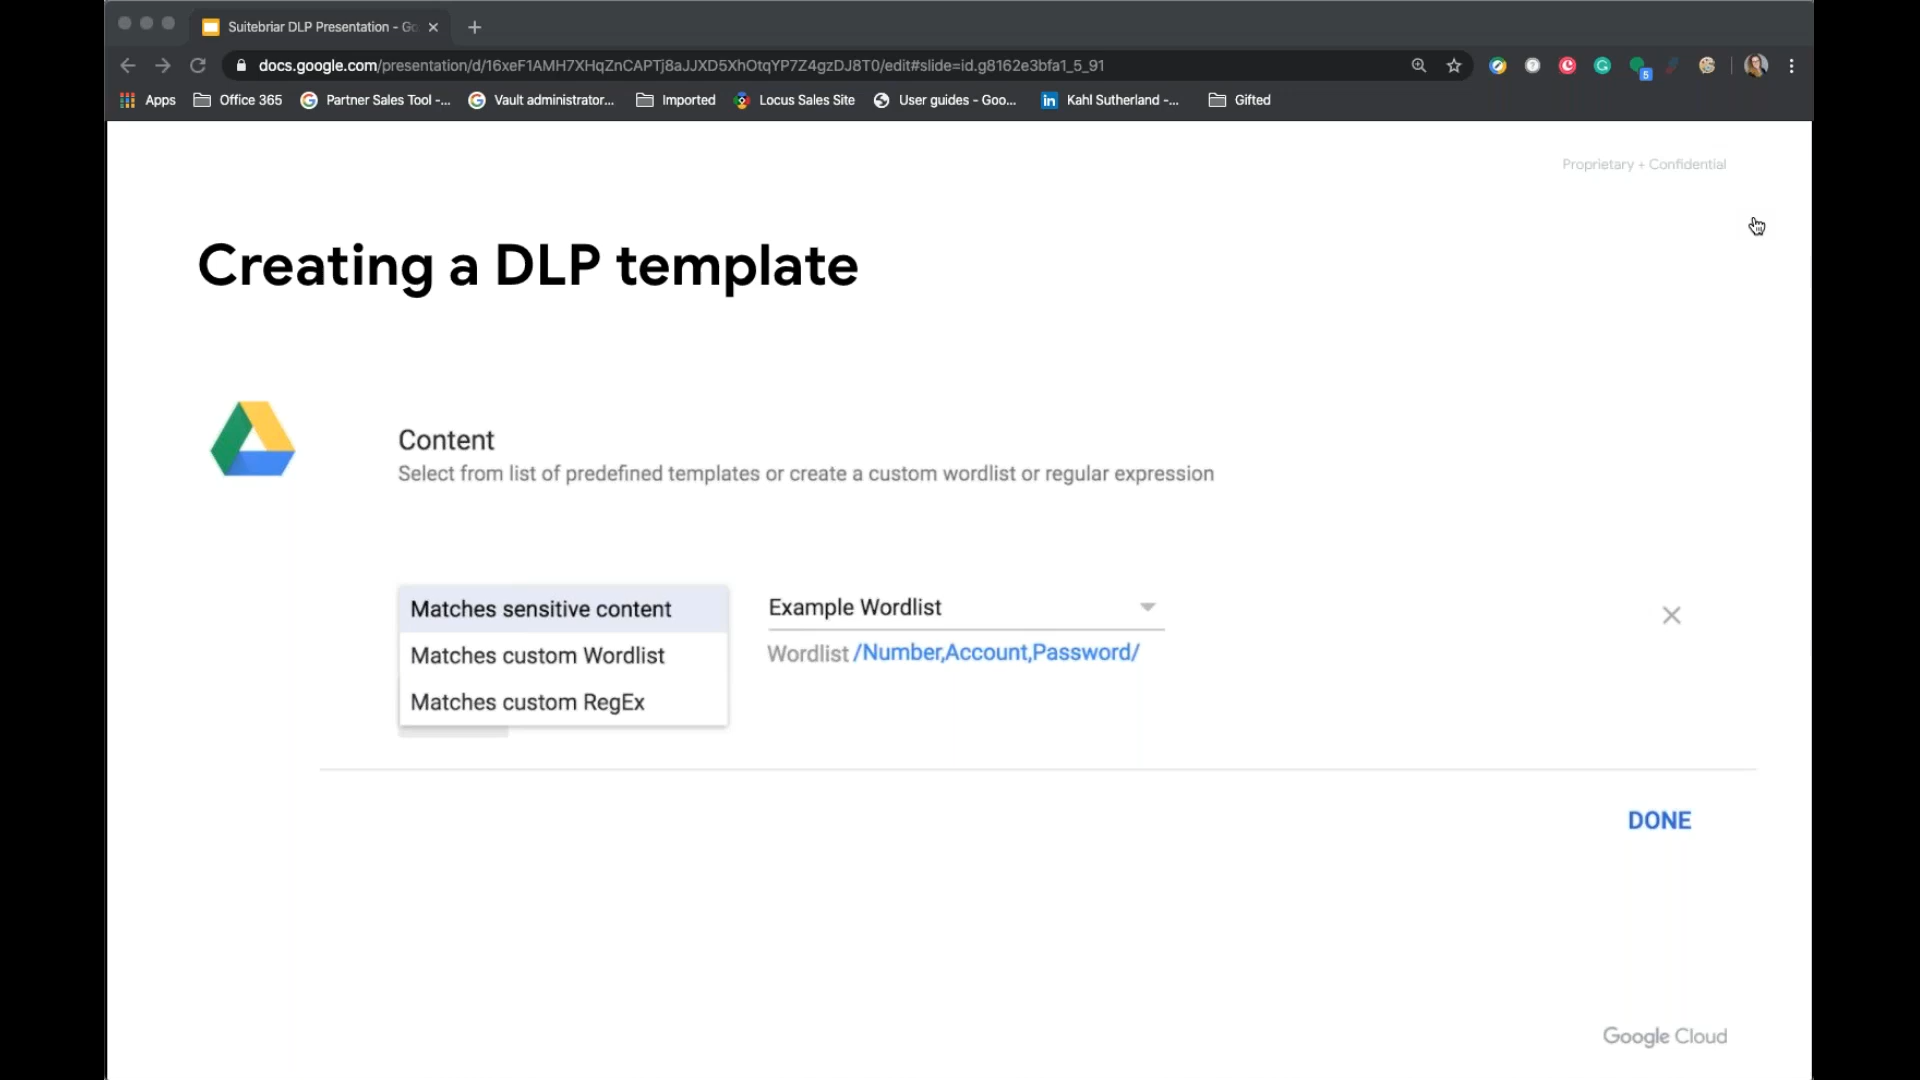 Suitebriar DLP Presentation - Go
docs.google.com/presentation/d/16xeF1AMH7XHqZnCAPTj8aJJXD5XhOtqYP7Z4gzDJ8T0/edit#slide=id.g8162e3bfa1_5_91
5
Apps
Office 365
Partner Sales Tool -...
Vault administrator...
Imported
Locus Sales Site
User guides - Goo...
Kahl Sutherland -...
Gifted
Proprietary + Confidential
Creating a DLP template
Content
Select from list of predefined templates or create a custom wordlist or regular expression
Matches sensitive content
Matches custom Wordlist
Matches custom RegEx
Example Wordlist
Wordlist /Number,Account,Password/
DONE
Google Cloud